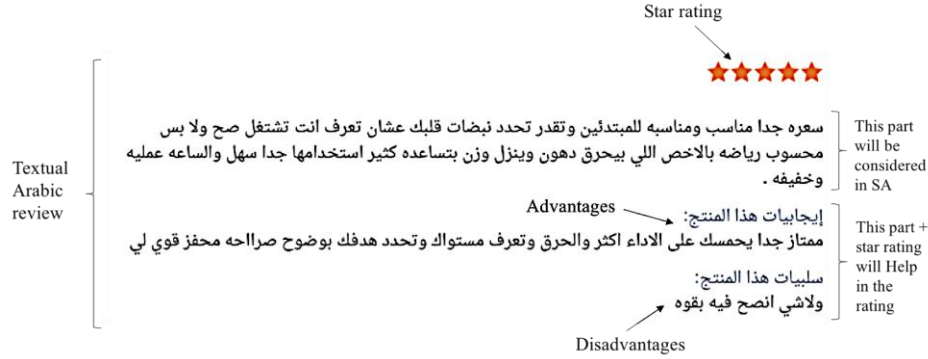 Star rating
سعره جدا مناسب ومناسبه للمبتدئين وتقدر تحدد نبضات قلبك عشان تعرف انت تشتغل صح ولا بس
محسوب رياضه بالاخص اللي بيحرق دهون وينزل وزن بتساعده كثير استخدامها جدا سهل والساعه عمليه
وخفيفه .
This part
will be
considered
in SA
Textual
Arabic
review
Advantages
إيجابيات هذا المنتج:
ممتاز جدا يحمسك على الاداء اكثر والحرق وتعرف مستواك وتحدد هدفك بوضوح صرااحه محفز قوي لي
سلبيات هذا المنتج:
ولاشي انصح فيه بقوه
This part +
star rating
will Help
in the
rating
Disadvantages